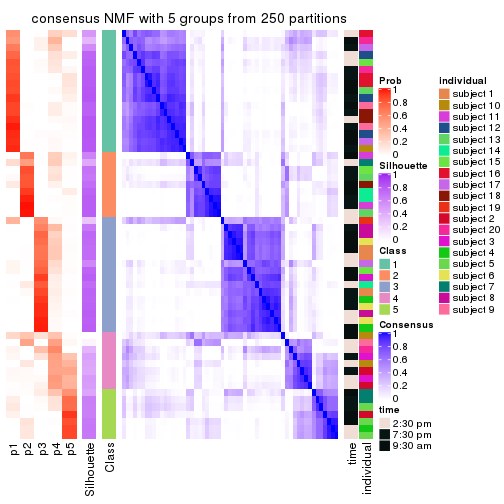 consensus NMF with 5 groups from 250 partitions
p1
p2
p3
p4
p5
Silhouette
Class
time
individual
Prob
1
0.8
0.6
0.4
0.2
0
Silhouette
1
0.8
0.6
0.4
0.2
0
Class
1
2
3
4
5
Consensus
1
0.8
0.6
0.4
0.2
0
time
2:30 pm
7:30 pm
9:30 am
individual
subject 1
subject 10
subject 11
subject 12
subject 13
subject 14
subject 15
subject 16
subject 17
subject 18
subject 19
subject 2
subject 20
subject 3
subject 4
subject 5
subject 6
subject 7
subject 8
subject 9